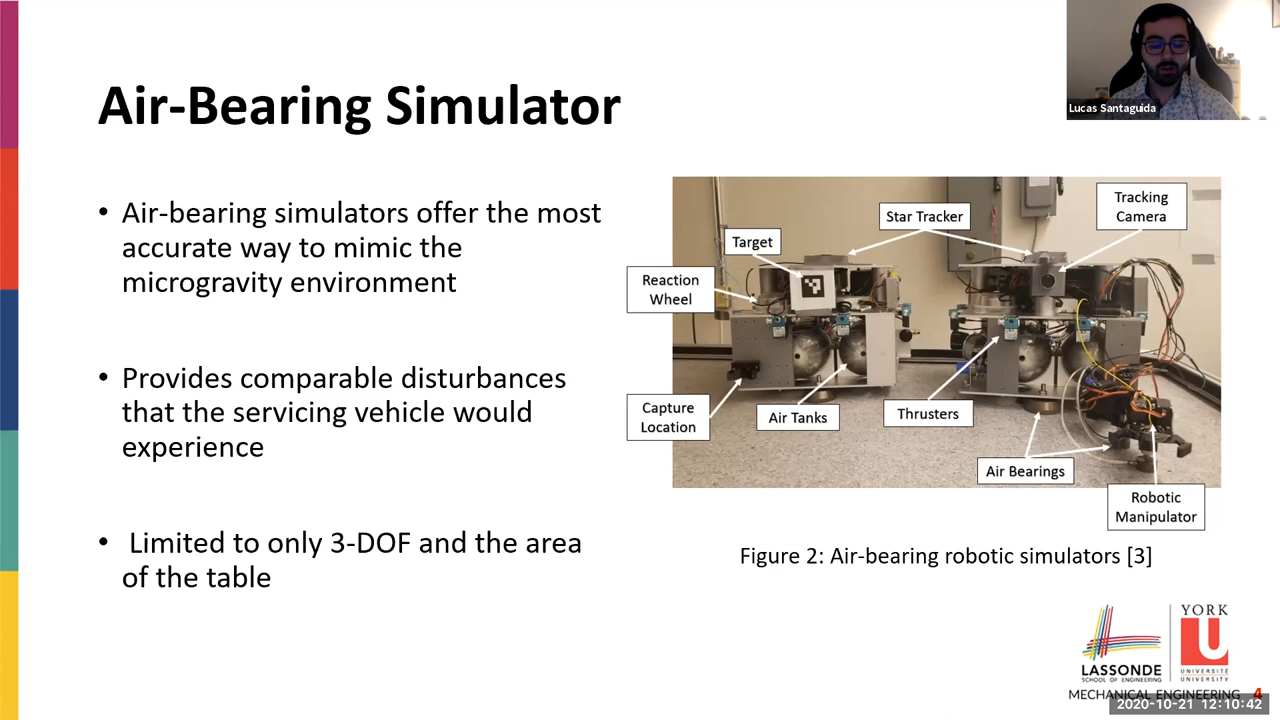 Air-Bearing Simulator
Lucas Santaguida
• Air-bearing simulators offer the most
accurate way to mimic the
microgravity environment
• Provides comparable disturbances
that the servicing vehicle would
experience
• Limited to only 3-DOF and the area
of the table
Tracking
Camera
Star Tracker
Target
Reaction
Wheel
Capture
Location
Air Tanks
Thrusters
Air Bearings
Robotic
Manipulator
Figure 2: Air-bearing robotic simulators [3]
LASSONDE
SCHOOL OF ENGINEERING
YORK
U
UNIVERSITÉ
UNIVERSITY
MECHANICAL ENGINEERING 4
2020-10-21 12:10:42